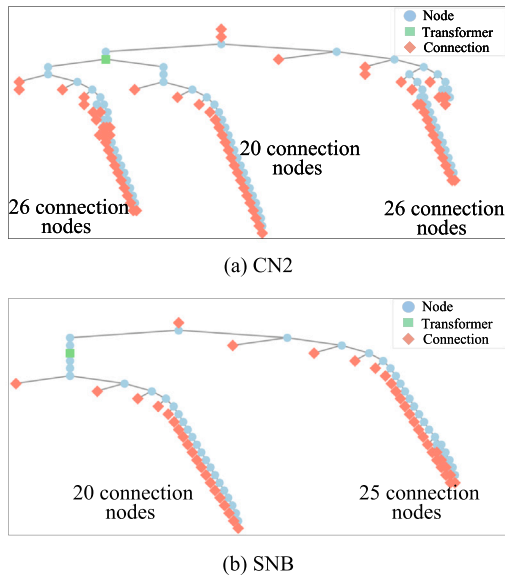 Node
Transformer
Connection
20 connection
nodes
26 connection
nodes
26 connection
nodes
(a) CN2
Node
Transformer
Connection
20 connection
nodes
25 connection
nodes
(b) SNB